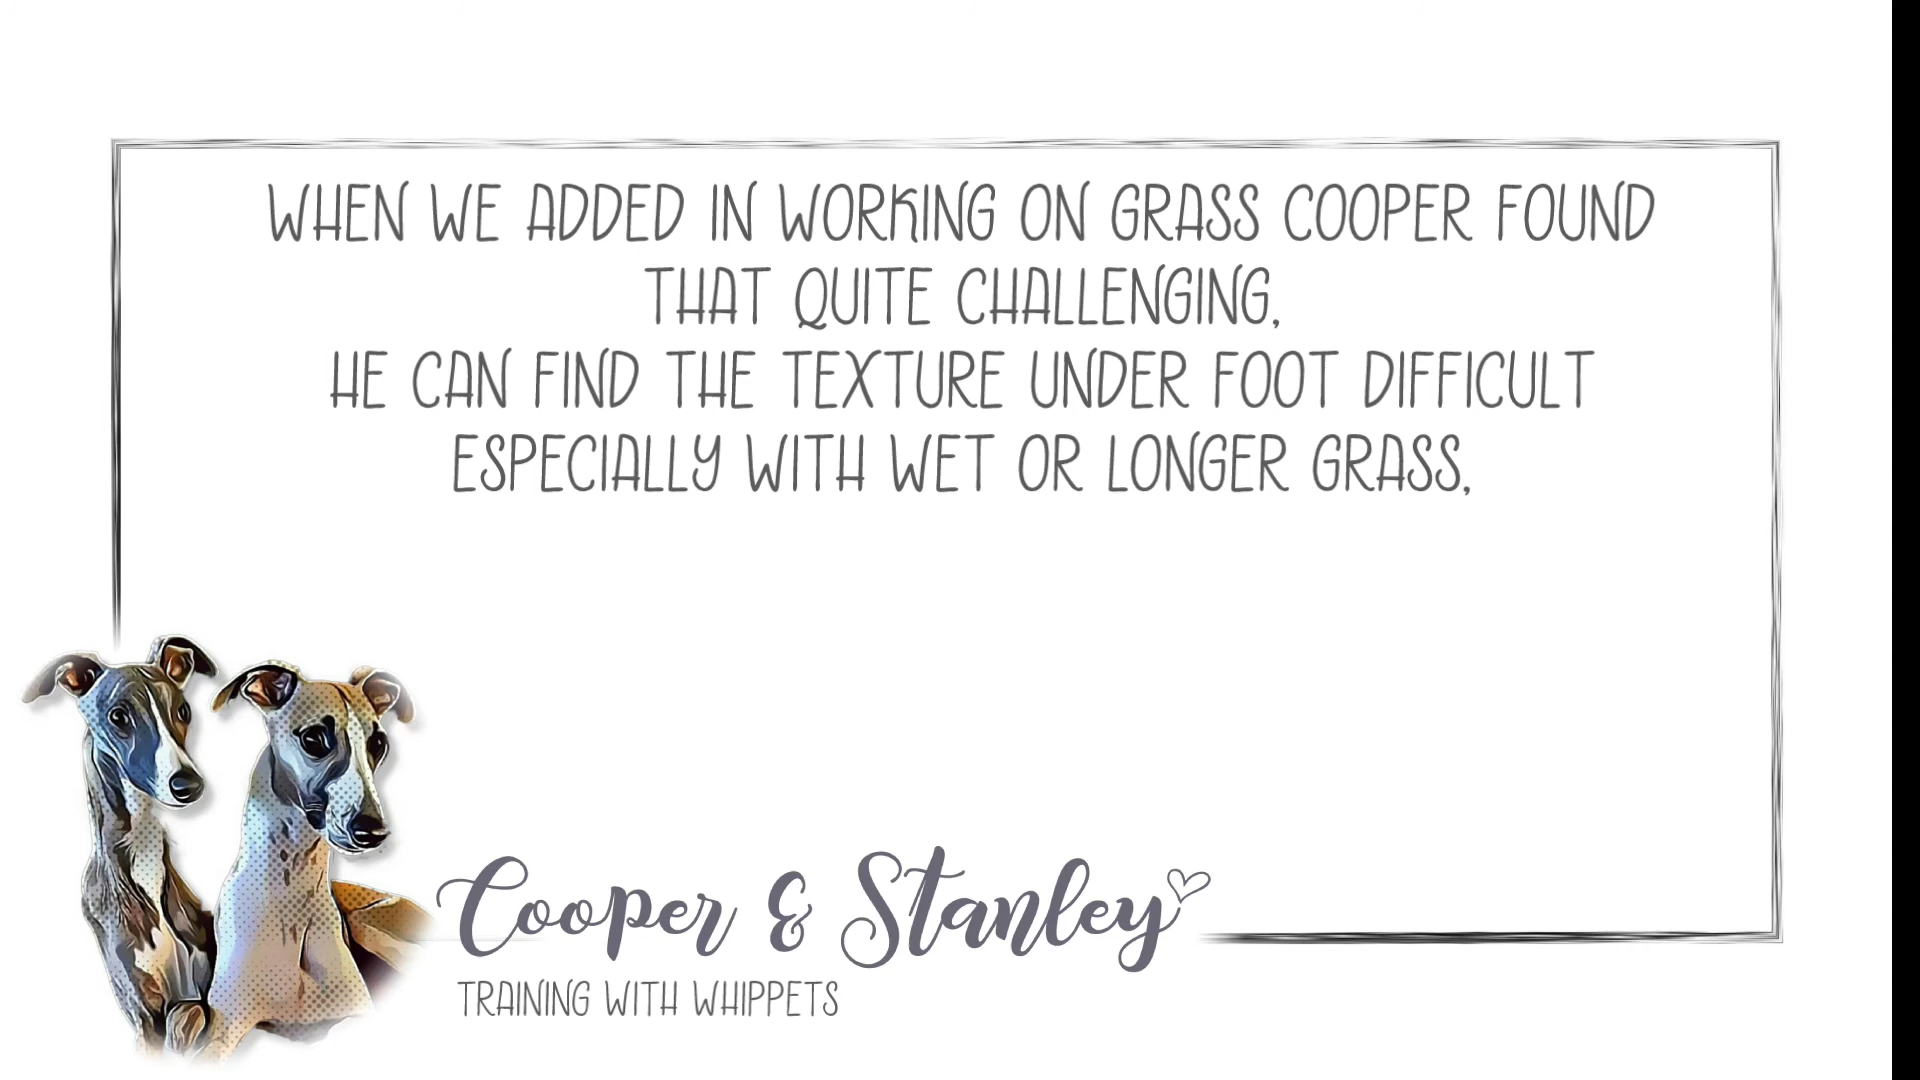 WHEN WE ADDED IN WORKING ON GRASS COOPER FOUND
THAT QUITE CHALLENGING,
HE CAN FIND THE TEXTURE UNDER FOOT DIFFICULT
ESPECIALLY WITH WET OR LONGER GRASS,
Cooper & Stanley
TRAINING WITH WHIPPETS